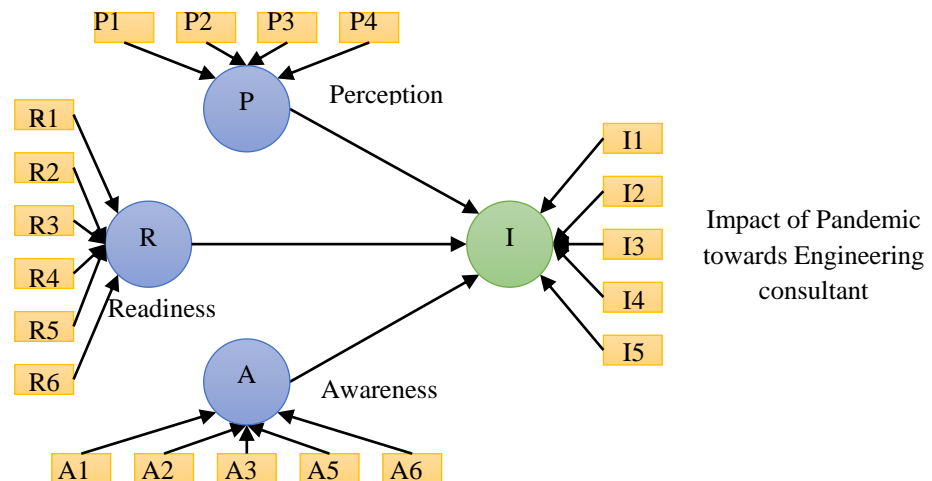 P1
P2
P3
P4
P
Perception
R1
R2
R3
R4
R5
R6
R
Readiness
I
I1
I2
I3
I4
I5
Impact of Pandemic
towards Engineering
consultant
A
Awareness
A1
A2
A3
A5
A6